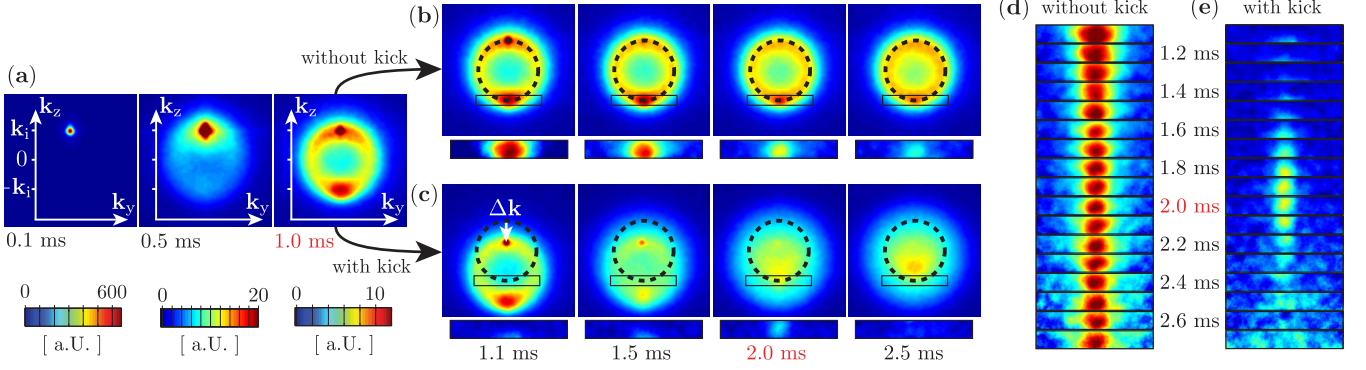 (a)
k_z
k_i
0
-k_i
k_y
0.1 ms
k_z
k_y
0.5 ms
k_z
k_y
1.0 ms
0 600
[ a.U. ]
0 20
[ a.U. ]
0 10
[ a.U. ]
without kick
with kick
(b)
(c)
Δk
1.1 ms
1.5 ms
2.0 ms
2.5 ms
(d) without kick
1.2 ms
1.4 ms
1.6 ms
1.8 ms
2.0 ms
2.2 ms
2.4 ms
2.6 ms
(e) with kick